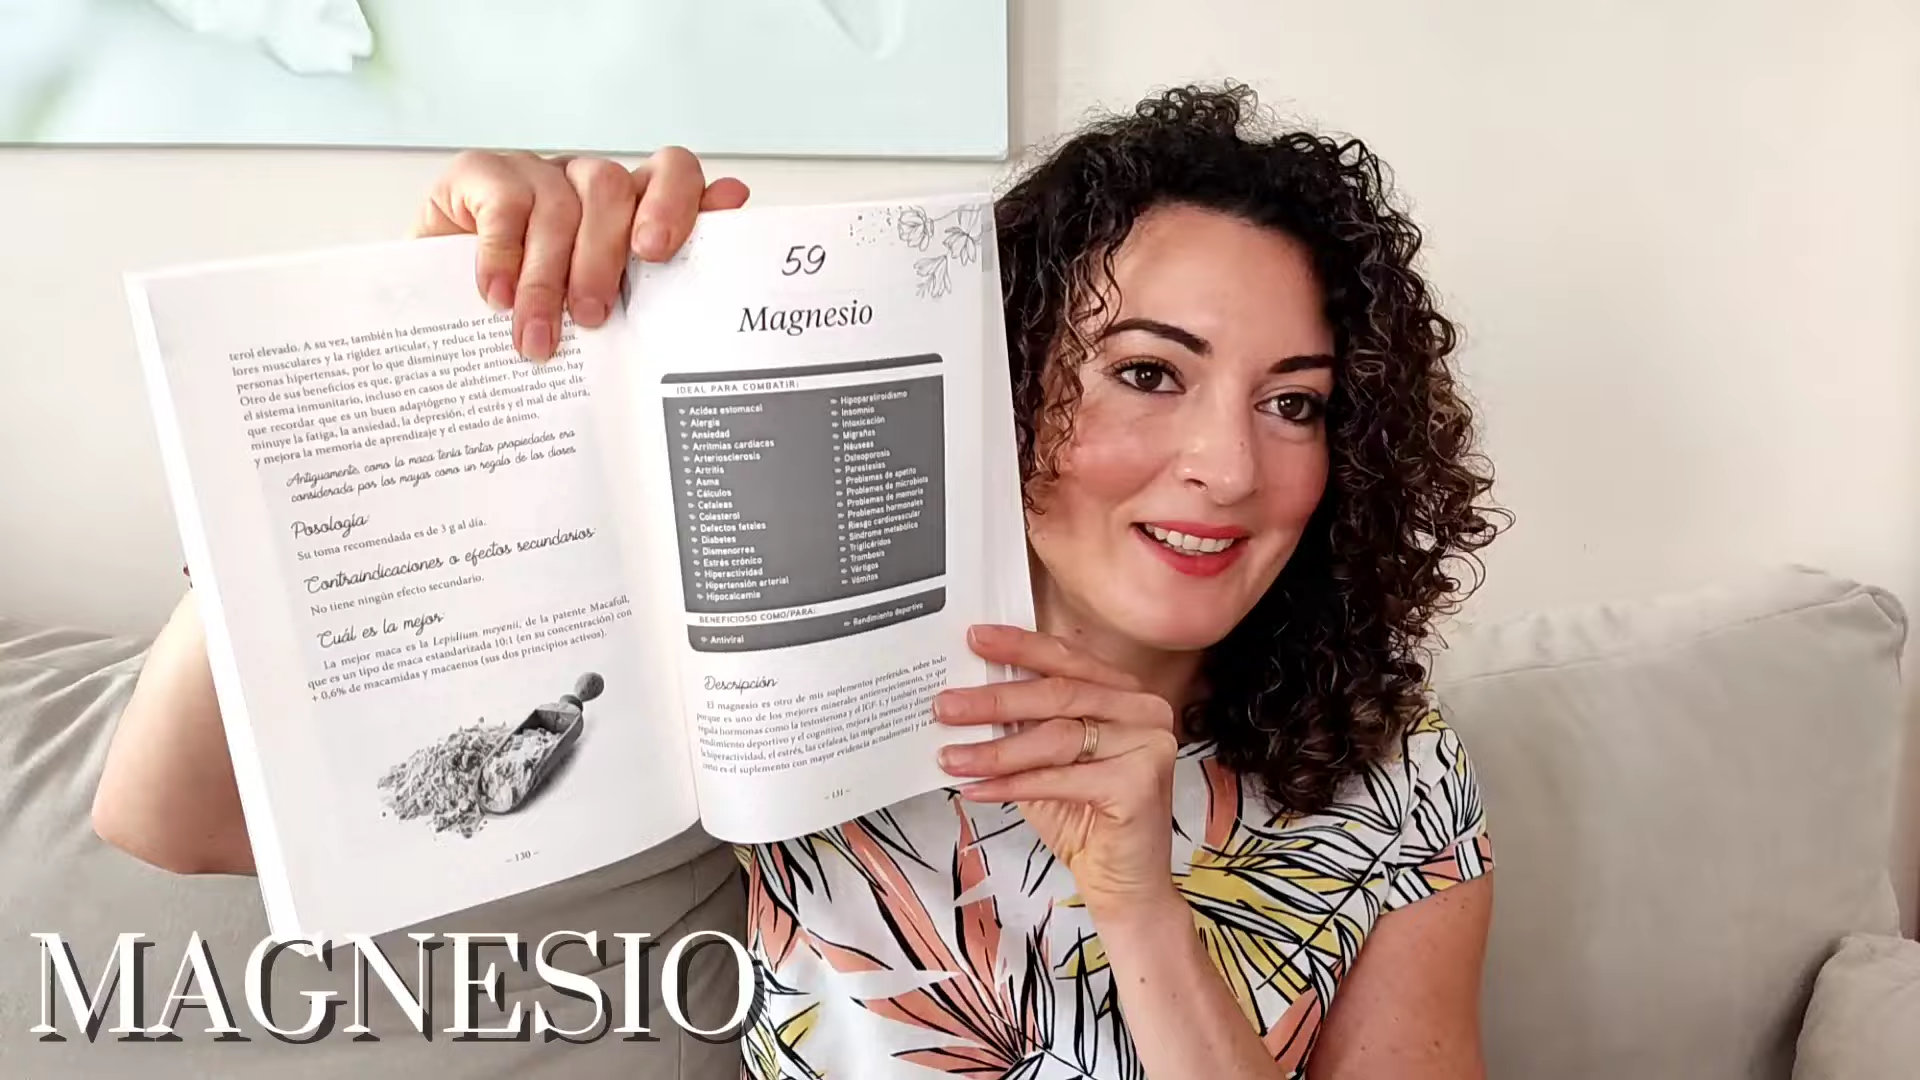 terol elevado. A su vez, también ha demostrado ser eficaz en
lores musculares y la rigidez articular, y reduce la tensi
personas hipertensas, por lo que disminuye los problem cos.
Otro de sus beneficios es que, gracias a su poder antioxida mejora
el sistema inmunitario, incluso en casos de alzhéimer. Por último, hay
que recordar que es un buen adaptógeno y está demostrado que dis-
minuye la fatiga, la ansiedad, la depresión, el estrés y el mal de altura,
y mejora la memoria de aprendizaje y el estado de ánimo.
Antiguamente, como la maca tenía tantas propiedades era
considerada por los mayas como un regalo de los dioses
Posología:
Su toma recomendada es de 3 g al día.
Contraindicaciones o efectos secundarios:
No tiene ningún efecto secundario.
Cuál es la mejor:
La mejor maca es la Lepidium meyenii, de la patente Macafull,
que es un tipo de maca estandarizada 10:1 (en su concentración) con
+ 0,6% de macamidas y macaenos (sus dos principios activos).
– 130 –
59
Magnesio
IDEAL PARA COMBATIR:
Acidez estomacal
Alergia
Ansiedad
Arritmias cardiacas
Arteriosclerosis
Artritis
Asma
Cálculos
Cefaleas
Colesterol
Defectos fetales
Diabetes
Dismenorrea
Estrés crónico
Hiperactividad
Hipertensión arterial
Hipocalcemia
Hipoparatiroidismo
Insomnio
Intoxicación
Migrañas
Náuseas
Osteoporosis
Parestesias
Problemas de apetito
Problemas de microbiota
Problemas de memoria
Problemas hormonales
Riesgo cardiovascular
Síndrome metabólico
Triglicéridos
Trombosis
Vértigos
Vómitos
BENEFICIOSO COMO/PARA:
Antiviral
Rendimiento deportivo
Descripción:
El magnesio es otro de mis suplementos preferidos, sobre todo
porque es uno de los mejores minerales antienvejecimiento, ya que
regula hormonas como la testosterona y el IGF-1, y también mejora el
rendimiento deportivo y el cognitivo, mejora la memoria y dismin
la hiperactividad, el estrés, las cefaleas, las migrañas (en este caso
como es el suplemento con mayor evidencia actualmente) y la
– 131 –
MAGNESIO